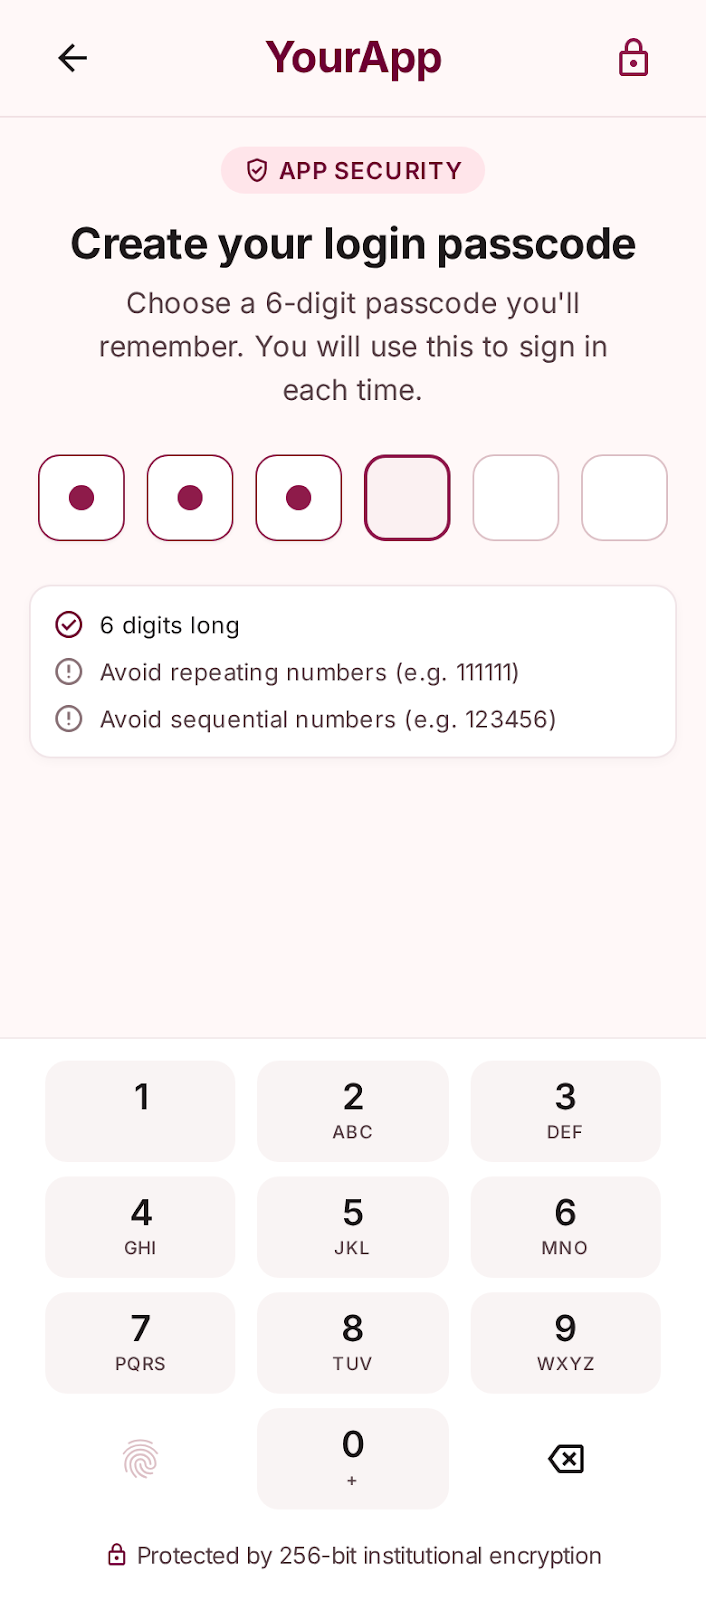 YourApp
APP SECURITY
Create your login passcode
Choose a 6-digit passcode you'll
remember. You will use this to sign in
each time.
6 digits long
Avoid repeating numbers (e.g. 111111)
Avoid sequential numbers (e.g. 123456)
1
2
ABC
3
DEF
4
GHI
5
JKL
6
MNO
7
PQRS
8
TUV
9
WXYZ
0
+
Protected by 256-bit institutional encryption